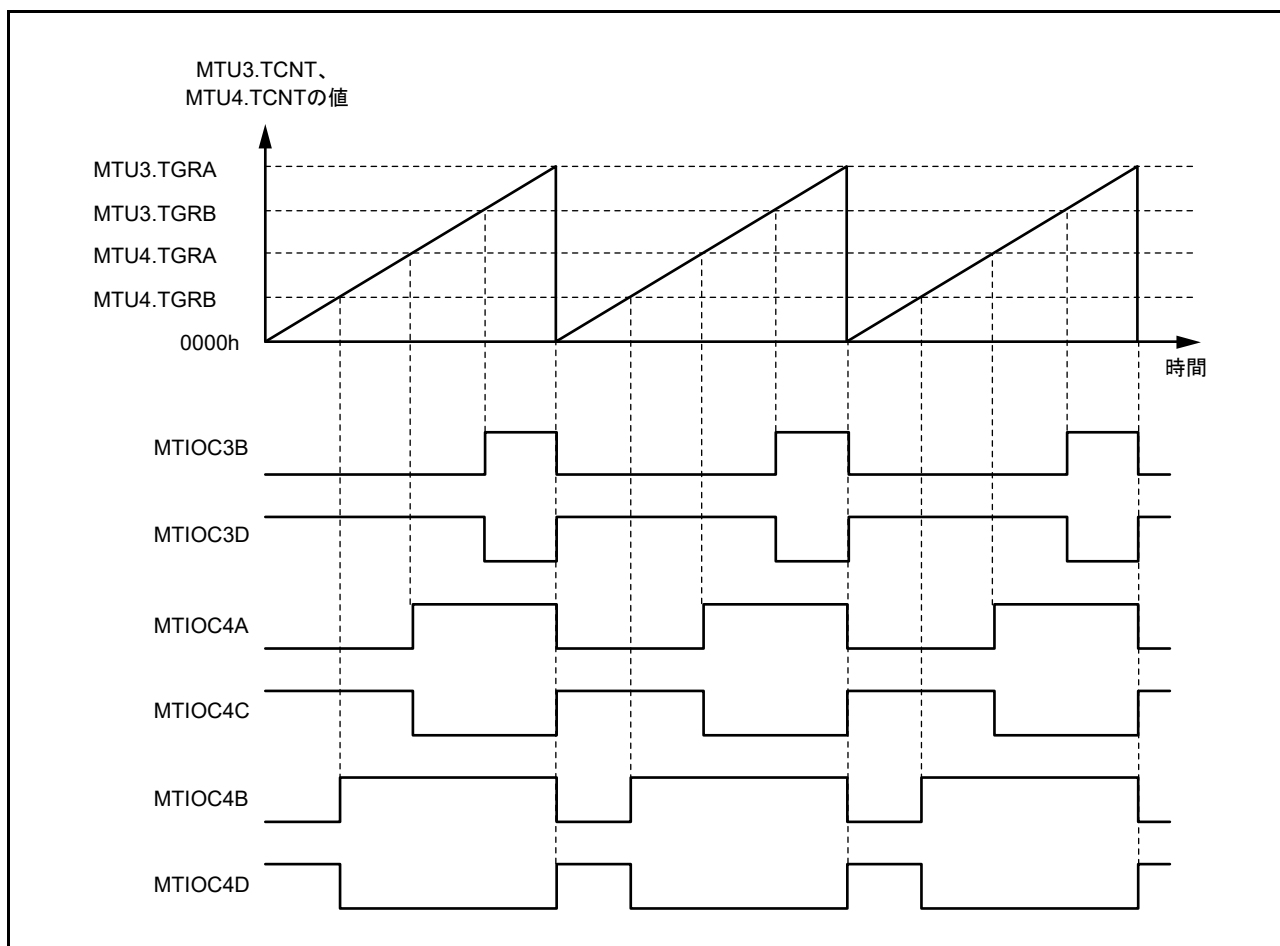 MTU3.TCNT、
MTU4.TCNTの値
MTU3.TGRA
MTU3.TGRB
MTU4.TGRA
MTU4.TGRB
0000h
時間
MTIOC3B
MTIOC3D
MTIOC4A
MTIOC4C
MTIOC4B
MTIOC4D